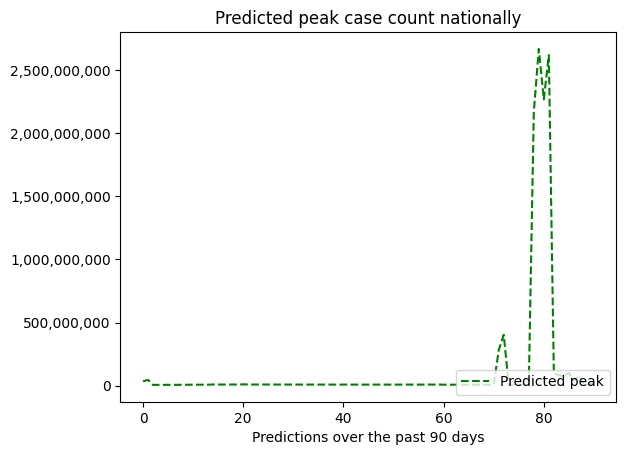 Predicted peak case count nationally
2,500,000,000
2,000,000,000
1,500,000,000
1,000,000,000
500,000,000
0
Predicted peak
0 20 40 60 80
Predictions over the past 90 days